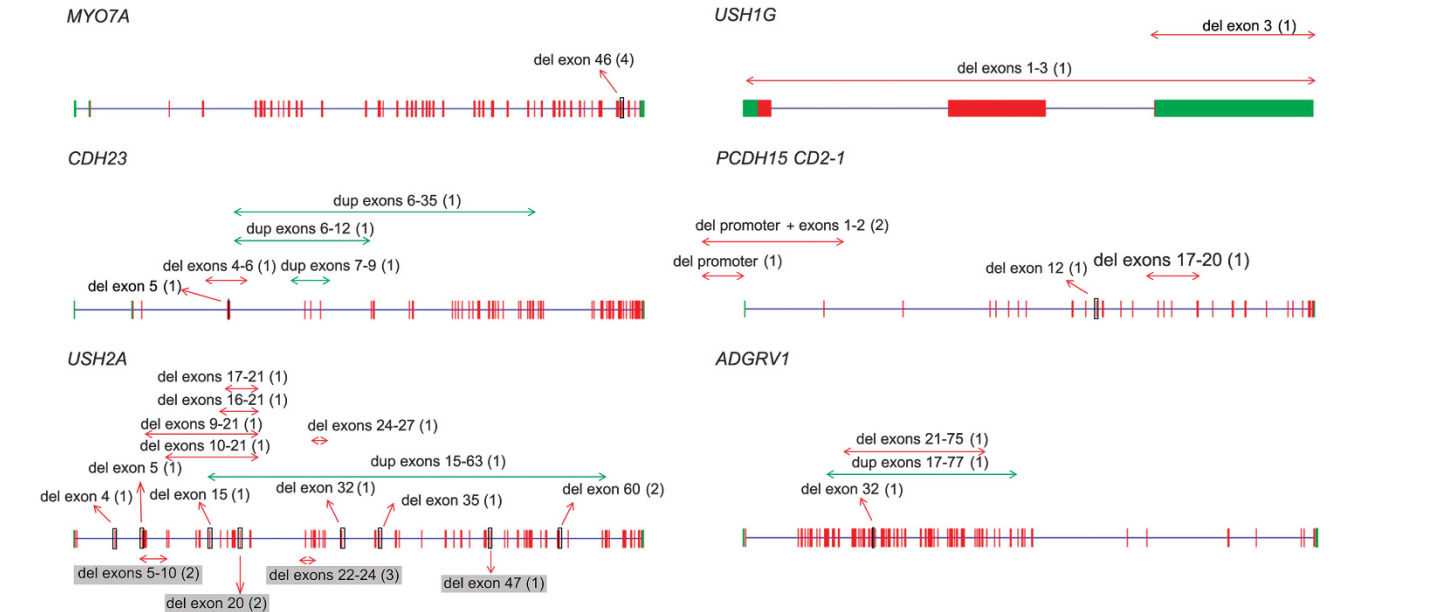 MYO7A
del exon 46 (4)
USH1G
del exon 3 (1)
del exons 1-3 (1)
CDH23
dup exons 6-35 (1)
dup exons 6-12 (1)
del exons 4-6 (1) dup exons 7-9 (1)
del exon 5 (1)
PCDH15 CD2-1
del promoter + exons 1-2 (2)
del promoter (1)
del exon 12 (1) del exons 17-20 (1)
USH2A
del exons 17-21 (1)
del exons 16-21 (1)
del exons 9-21 (1) del exons 24-27 (1)
del exons 10-21 (1)
del exon 5 (1) dup exons 15-63 (1)
del exon 4 (1) del exon 15 (1) del exon 32 (1) del exon 35 (1) del exon 60 (2)
del exons 5-10 (2) del exons 22-24 (3) del exon 47 (1)
del exon 20 (2)
ADGRV1
del exons 21-75 (1)
dup exons 17-77 (1)
del exon 32 (1)